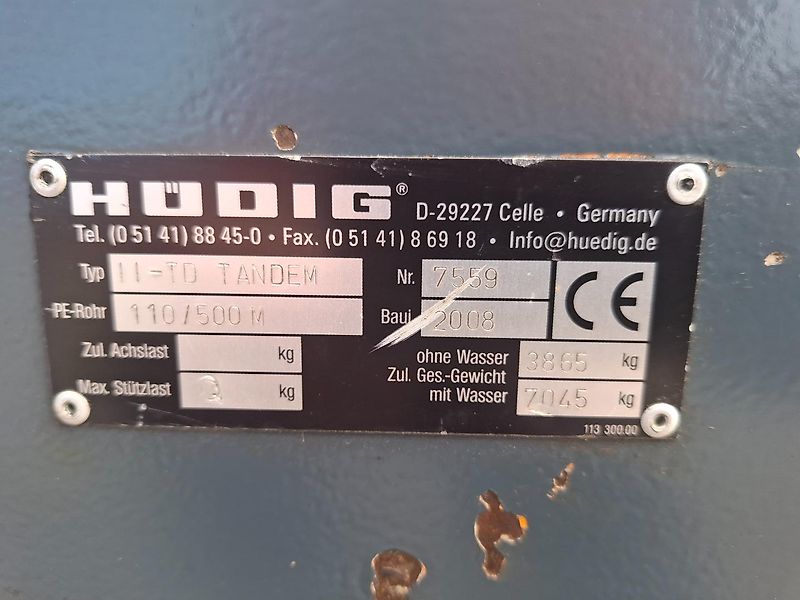 HÜDIG® D-29227 Celle • Germany
Tel. (0 51 41) 88 45-0 • Fax. (0 51 41) 8 69 18 • Info@huedig.de
Typ II-TD TANDEM Nr. 7559
PE-Rohr 110/500 M Bauj. 2008 CE
Zul. Achslast kg ohne Wasser 3865 kg
Zul. Ges.-Gewicht
Max. Stützlast kg mit Wasser 7045 kg
113 300.00